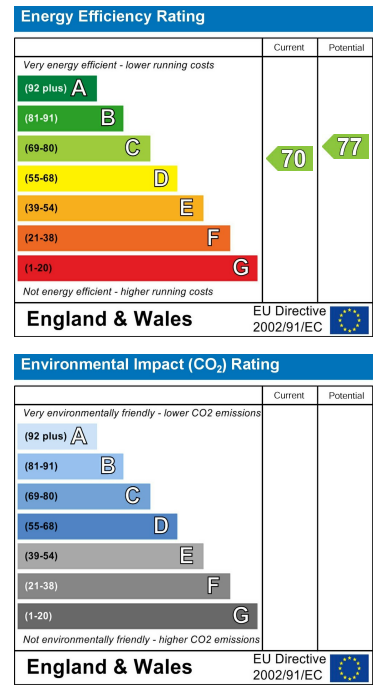 Energy Efficiency Rating
Current Potential
Very energy efficient - lower running costs
(92 plus) A
(81-91) B
(69-80) C
(55-68) D
(39-54) E
(21-38) F
(1-20) G
70 77
Not energy efficient - higher running costs
England & Wales
EU Directive
2002/91/EC
Environmental Impact (CO₂) Rating
Current Potential
Very environmentally friendly - lower CO2 emissions
(92 plus) A
(81-91) B
(69-80) C
(55-68) D
(39-54) E
(21-38) F
(1-20) G
Not environmentally friendly - higher CO2 emissions
England & Wales
EU Directive
2002/91/EC